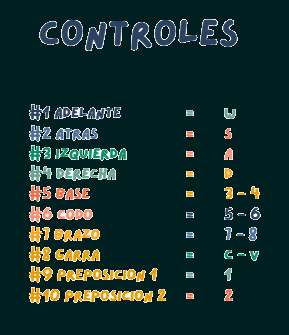 CONTROLES
#1 ADELANTE = W
#2 ATRAS = S
#3 IZQUIERDA = A
#4 DERECHA = D
#5 BASE = 3 - 4
#6 CODO = 5 - 6
#7 BRAZO = 7 - 8
#8 GARRA = C - V
#9 PREPOSICION 1 = 1
#10 PREPOSICION 2 = 2